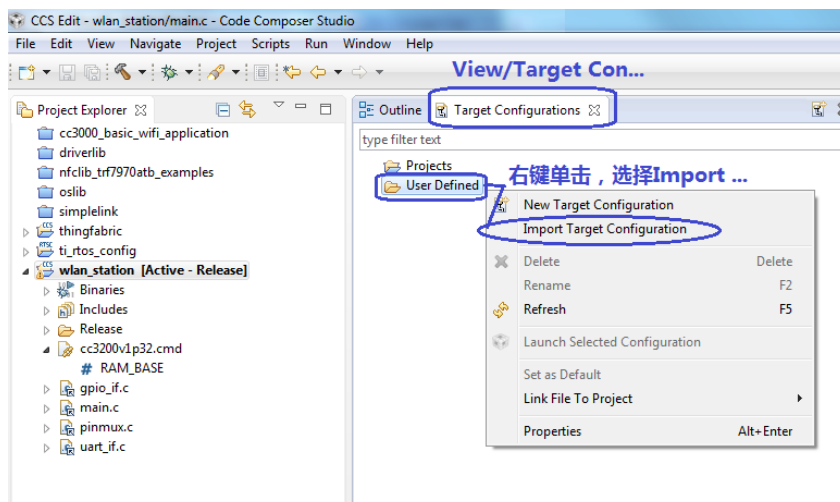 CCS Edit - wlan_station/main.c - Code Composer Studio
File Edit View Navigate Project Scripts Run Window Help
View/Target Con...
Project Explorer
Outline
Target Configurations
type filter text
cc3000_basic_wifi_application
driverlib
nfclib_trf7970atb_examples
oslib
simplelink
thingfabric
ti_rtos_config
wlan_station [Active - Release]
Binaries
Includes
Release
cc3200v1p32.cmd
# RAM_BASE
gpio_if.c
main.c
pinmux.c
uart_if.c
Projects
User Defined
右键单击，选择Import ...
New Target Configuration
Import Target Configuration
Delete Delete
Rename F2
Refresh F5
Launch Selected Configuration
Set as Default
Link File To Project
Properties Alt+Enter